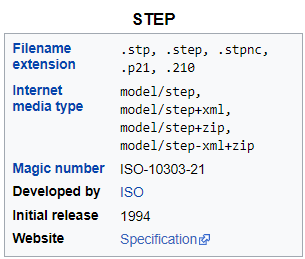 STEP
Filename .stp, .step, .stpnc,
extension .p21, .210
Internet model/step,
media type model/step+xml,
model/step+zip,
model/step-xml+zip
Magic number ISO-10303-21
Developed by ISO
Initial release 1994
Website Specification